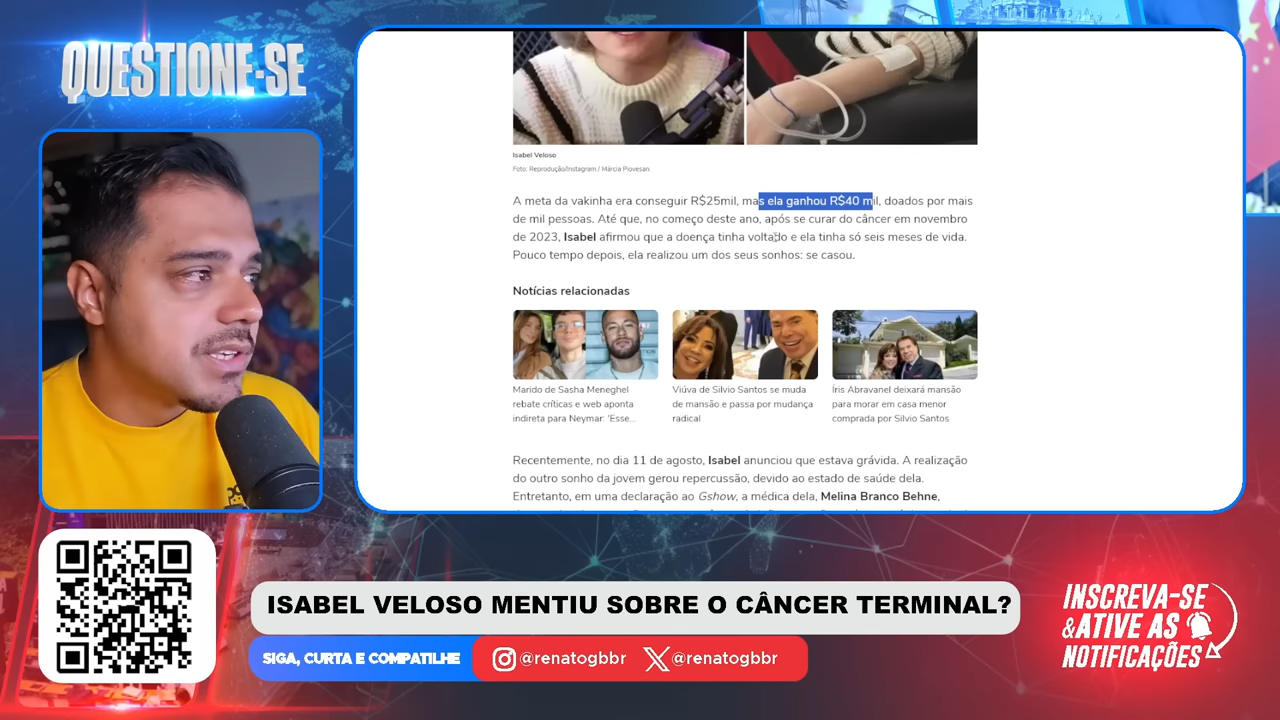 QUESTIONE-SE
Isabel Veloso
Foto: Reprodução/Instagram / Márcia Piovesan
A meta da vakinha era conseguir R$25mil, mas ela ganhou R$40 mil, doados por mais
de mil pessoas. Até que, no começo deste ano, após se curar do câncer em novembro
de 2023, Isabel afirmou que a doença tinha voltado e ela tinha só seis meses de vida.
Pouco tempo depois, ela realizou um dos seus sonhos: se casou.
Notícias relacionadas
Marido de Sasha Meneghel
rebate críticas e web aponta
indireta para Neymar: 'Esse...
Viúva de Silvio Santos se muda
de mansão e passa por mudança
radical
Íris Abravanel deixará mansão
para morar em casa menor
comprada por Silvio Santos
Recentemente, no dia 11 de agosto, Isabel anunciou que estava grávida. A realização
do outro sonho da jovem gerou repercussão, devido ao estado de saúde dela.
Entretanto, em uma declaração ao Gshow, a médica dela, Melina Branco Behne,
ISABEL VELOSO MENTIU SOBRE O CÂNCER TERMINAL?
SIGA, CURTA E COMPATILHE
@renatogbbr
@renatogbbr
INSCREVA-SE
&ATIVE AS
NOTIFICAÇÕES